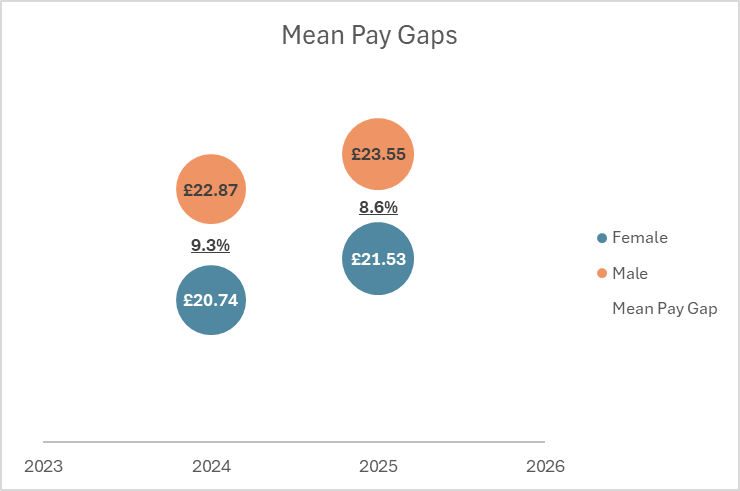 Mean Pay Gaps
£22.87
£23.55
9.3%
8.6%
£20.74
£21.53
Female
Male
Mean Pay Gap
2023
2024
2025
2026